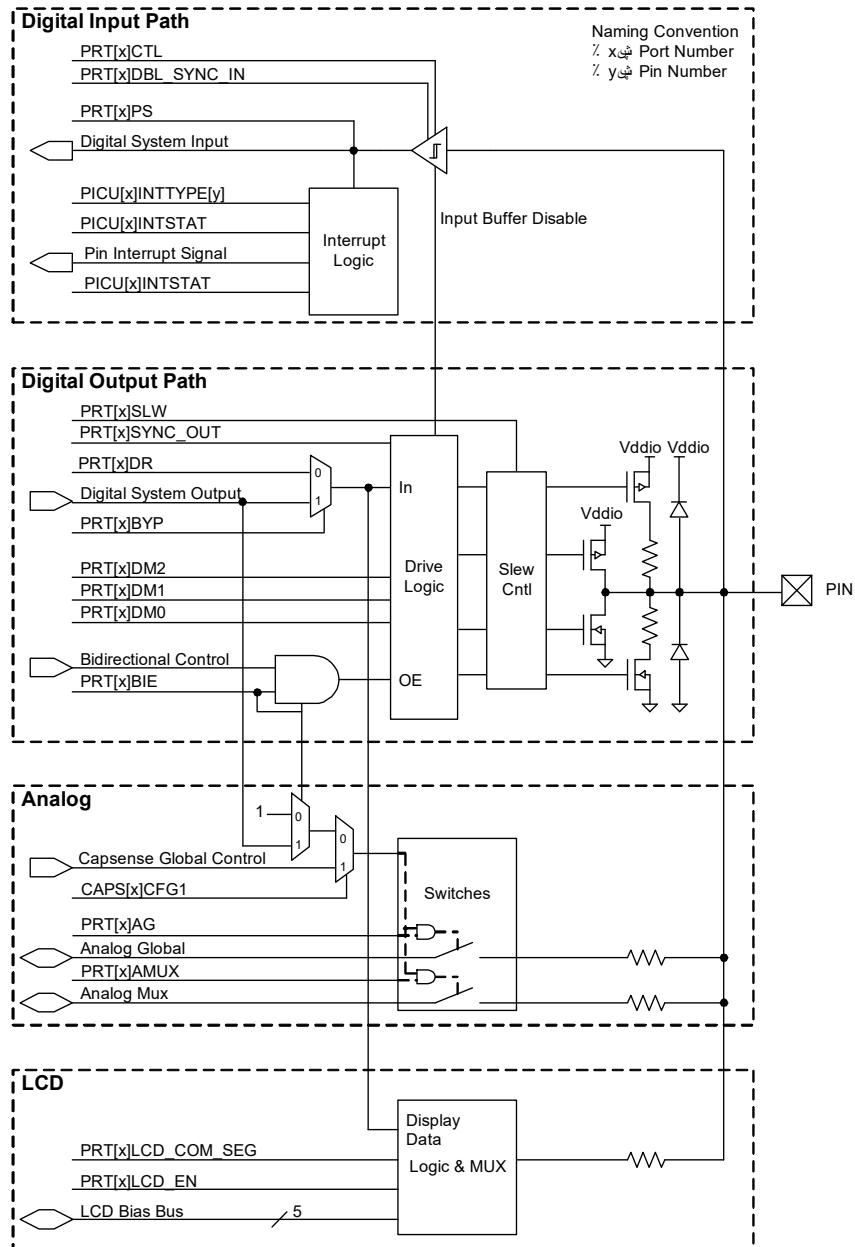 Digital Input Path
Naming Convention
x Port Number
y Pin Number
PRT[x]CTL
PRT[x]DBL_SYNC_IN
PRT[x]PS
Digital System Input
PICU[x]INTTYPE[y]
PICU[x]INTSTAT
Pin Interrupt Signal
PICU[x]INTSTAT
Interrupt
Logic
Input Buffer Disable
Digital Output Path
PRT[x]SLW
PRT[x]SYNC_OUT
PRT[x]DR
Digital System Output
PRT[x]BYP
0
1
In
Drive
Logic
OE
Slew
Cntl
Vddio Vddio
Vddio
PIN
PRT[x]DM2
PRT[x]DM1
PRT[x]DM0
Bidirectional Control
PRT[x]BIE
Analog
1
0
1
0
1
Capsense Global Control
CAPS[x]CFG1
Switches
PRT[x]AG
Analog Global
PRT[x]AMUX
Analog Mux
LCD
Display
Data
Logic & MUX
PRT[x]LCD_COM_SEG
PRT[x]LCD_EN
LCD Bias Bus
5